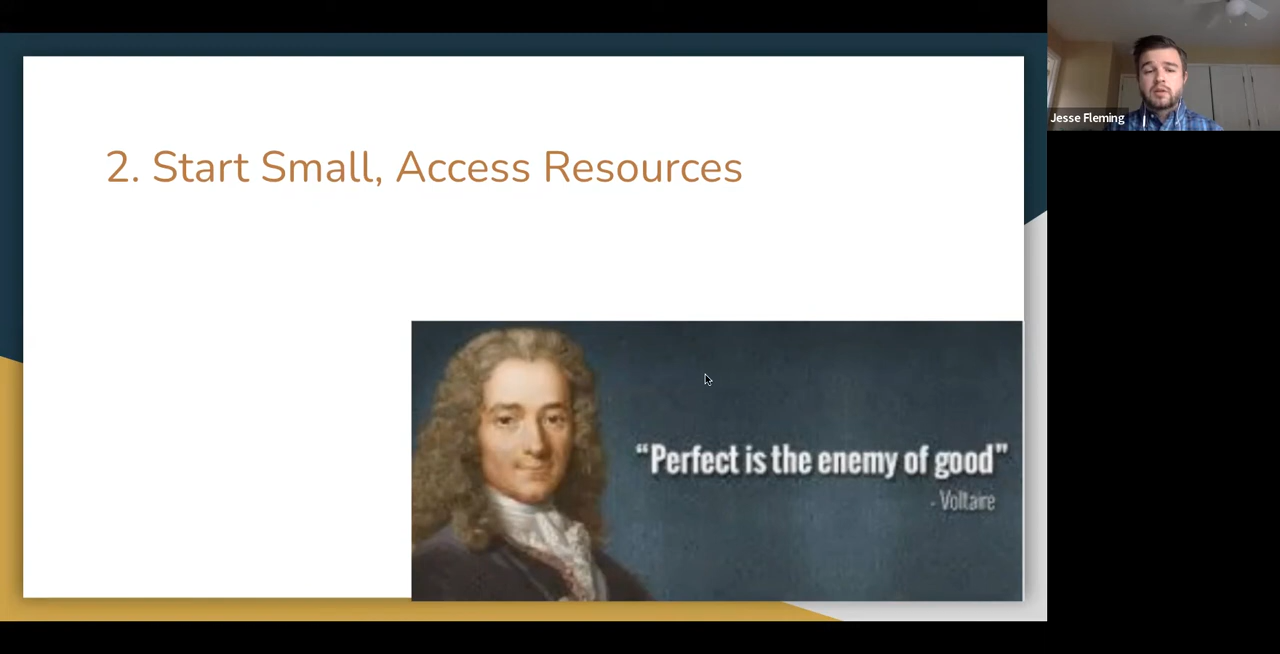 2. Start Small, Access Resources
“Perfect is the enemy of good”
- Voltaire
Jesse Fleming